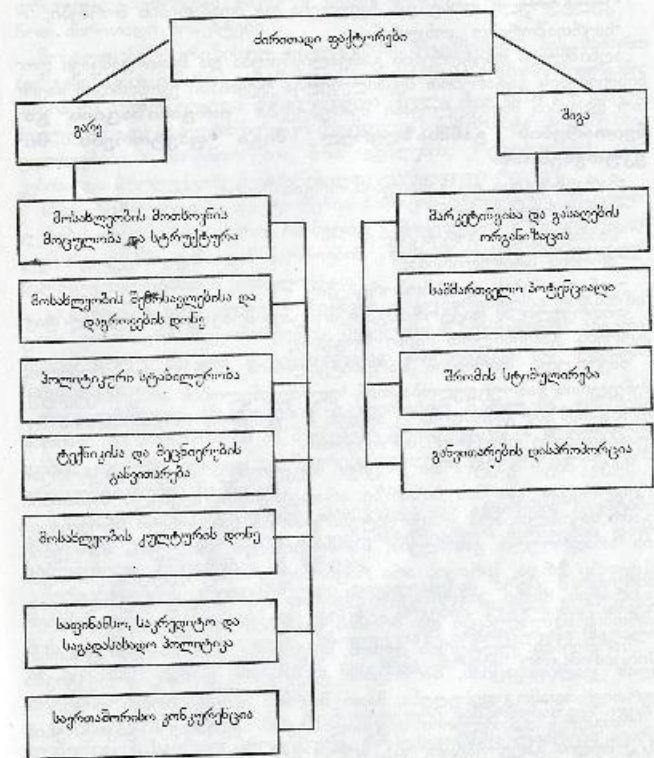 ძირითადი ფაქტორები
გარე
შიგა
მოსახლეობის მოთხოვნის
მოცულობა და სტრუქტურა
მოსახლეობის შემოსავლებისა და
დაგროვების დონე
პოლიტიკური სტაბილურობა
ტექნიკისა და მეცნიერების
განვითარება
მოსახლეობის კულტურის დონე
საფინანსო, საკრედიტო და
საგადასახადო პოლიტიკა
საერთაშორისო კონკურენცია
მარკეტინგისა და გასაღების
ორგანიზაცია
სამმართველო პოტენციალი
შრომის სტიმულირება
განვითარების დისპროპორცია